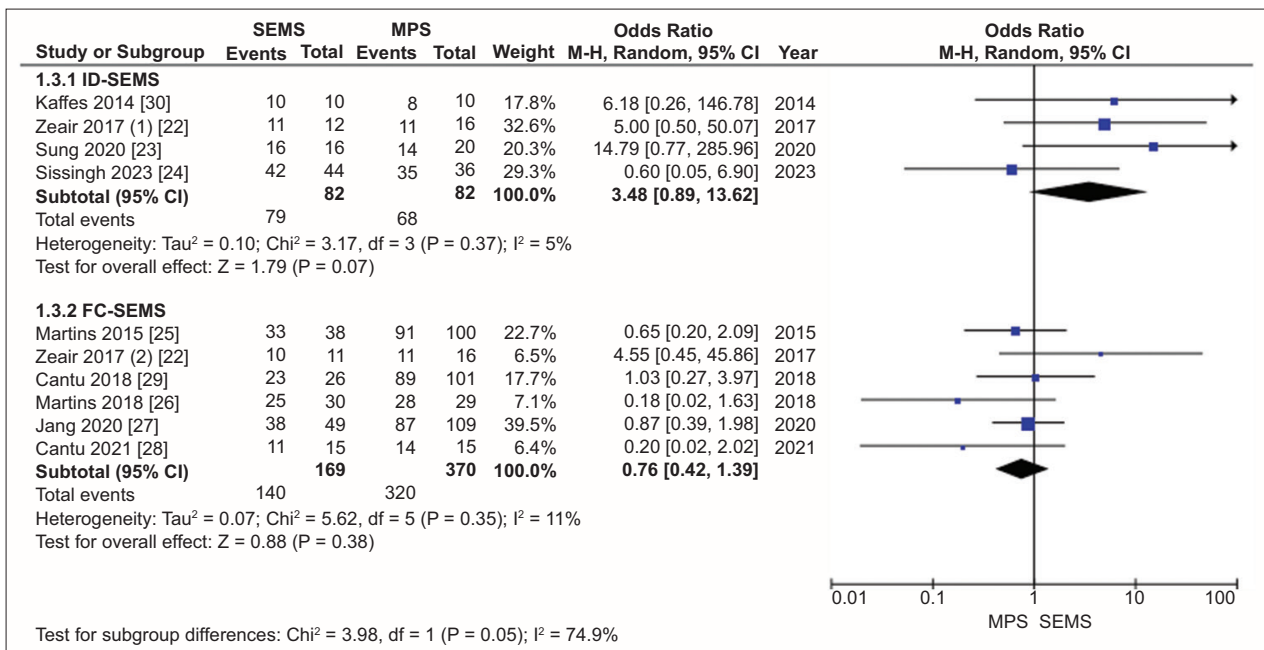 SEMS MPS Odds Ratio Odds Ratio
Study or Subgroup Events Total Events Total Weight M-H, Random, 95% CI Year M-H, Random, 95% CI
1.3.1 ID-SEMS
Kaffes 2014 [30] 10 10 8 10 17.8% 6.18 [0.26, 146.78] 2014
Zeair 2017 (1) [22] 11 12 11 16 32.6% 5.00 [0.50, 50.07] 2017
Sung 2020 [23] 16 16 14 20 20.3% 14.79 [0.77, 285.96] 2020
Sissingh 2023 [24] 42 44 35 36 29.3% 0.60 [0.05, 6.90] 2023
Subtotal (95% CI) 82 82 100.0% 3.48 [0.89, 13.62]
Total events 79 68
Heterogeneity: Tau² = 0.10; Chi² = 3.17, df = 3 (P = 0.37); I² = 5%
Test for overall effect: Z = 1.79 (P = 0.07)
1.3.2 FC-SEMS
Martins 2015 [25] 33 38 91 100 22.7% 0.65 [0.20, 2.09] 2015
Zeair 2017 (2) [22] 10 11 11 16 6.5% 4.55 [0.45, 45.86] 2017
Cantu 2018 [29] 23 26 89 101 17.7% 1.03 [0.27, 3.97] 2018
Martins 2018 [26] 25 30 28 29 7.1% 0.18 [0.02, 1.63] 2018
Jang 2020 [27] 38 49 87 109 39.5% 0.87 [0.39, 1.98] 2020
Cantu 2021 [28] 11 15 14 15 6.4% 0.20 [0.02, 2.02] 2021
Subtotal (95% CI) 169 370 100.0% 0.76 [0.42, 1.39]
Total events 140 320
Heterogeneity: Tau² = 0.07; Chi² = 5.62, df = 5 (P = 0.35); I² = 11%
Test for overall effect: Z = 0.88 (P = 0.38)
0.01 0.1 1 10 100
MPS SEMS
Test for subgroup differences: Chi² = 3.98, df = 1 (P = 0.05); I² = 74.9%